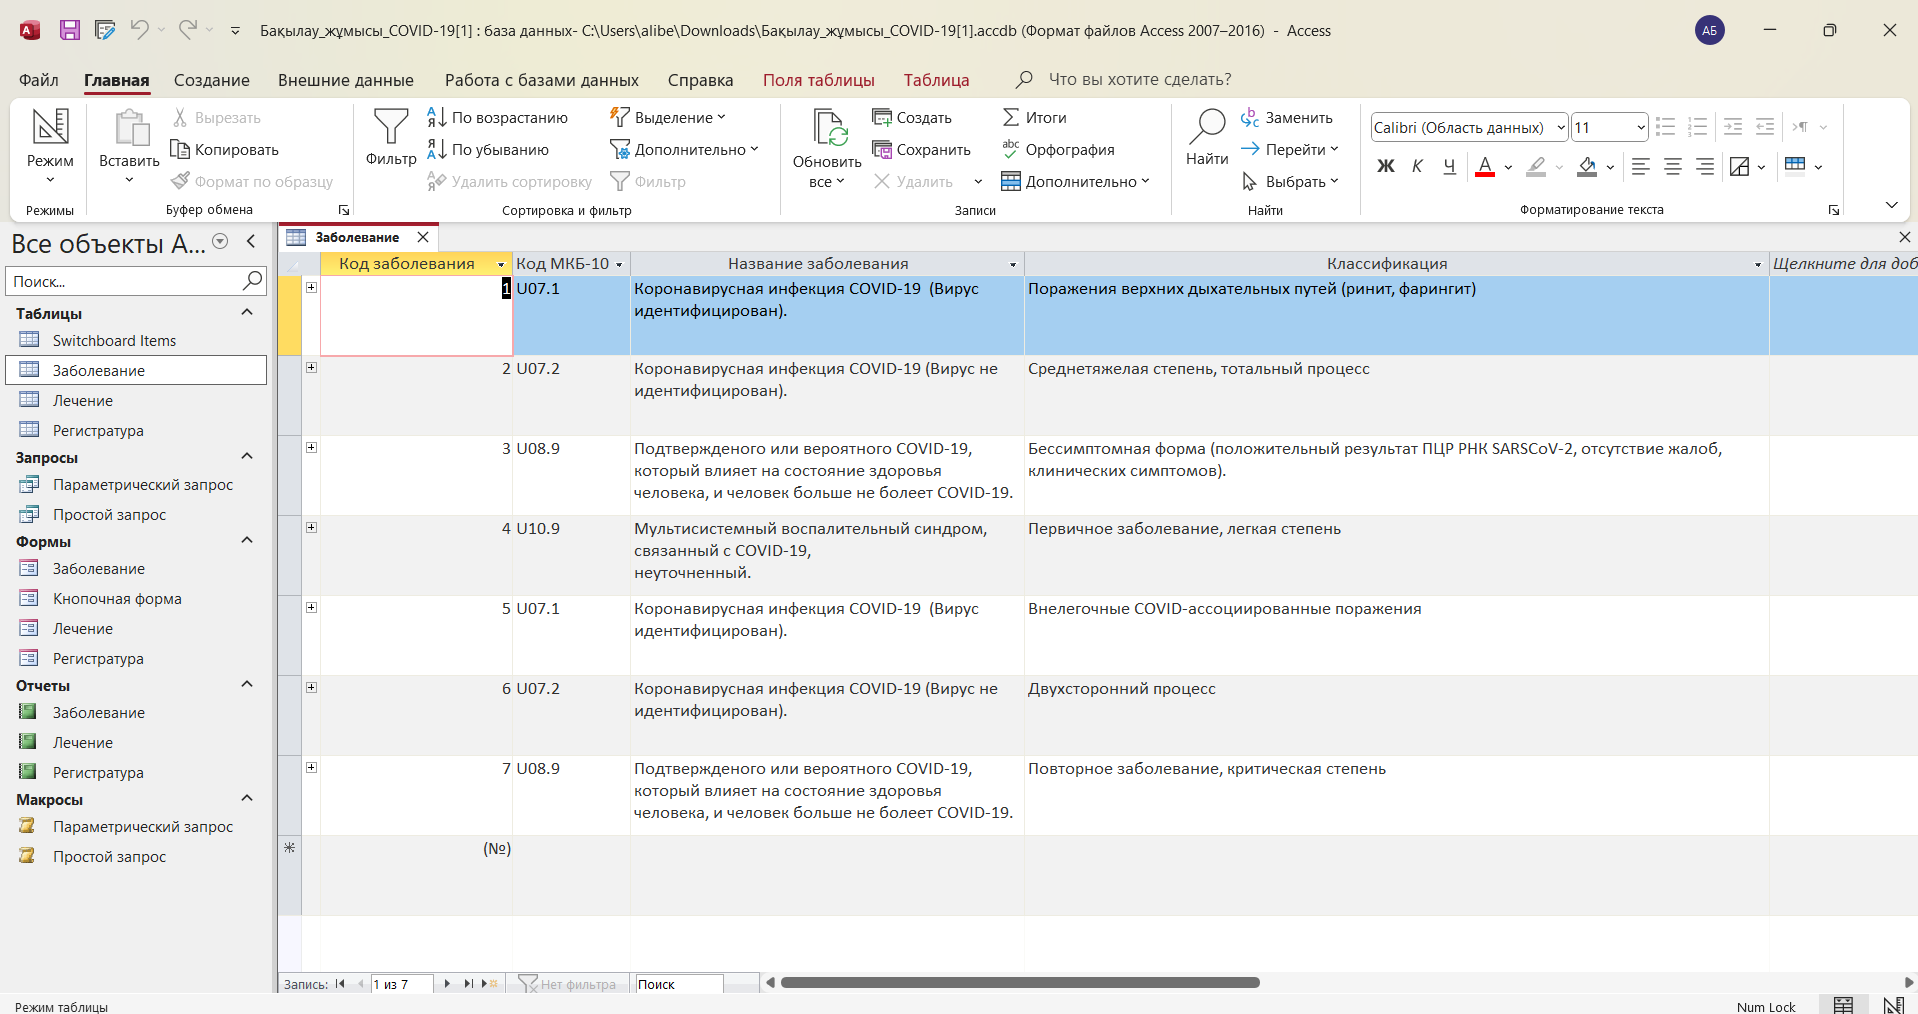 Бақылау_жұмысы_COVID-19[1] : база данных- C:\Users\alibe\Downloads\Бақылау_жұмысы_COVID-19[1].accdb (Формат файлов Access 2007–2016) - Access
АБ
Файл Главная Создание Внешние данные Работа с базами данных Справка Поля таблицы Таблица Что вы хотите сделать?
Режим
Режимы
Вставить
Вырезать
Копировать
Формат по образцу
Буфер обмена
Фильтр
По возрастанию
По убыванию
Удалить сортировку
Выделение
Дополнительно
Фильтр
Сортировка и фильтр
Обновить
все
Создать
Сохранить
Удалить
Итоги
Орфография
Дополнительно
Записи
Найти
Заменить
Перейти
Выбрать
Найти
Calibri (Область данных) 11
Ж К Ч
Форматирование текста
Все объекты A...
Поиск...
Таблицы
Switchboard Items
Заболевание
Лечение
Регистратура
Запросы
Параметрический запрос
Простой запрос
Формы
Заболевание
Кнопочная форма
Лечение
Регистратура
Отчеты
Заболевание
Лечение
Регистратура
Макросы
Параметрический запрос
Простой запрос
Заболевание
Код заболевания Код МКБ-10 Название заболевания Классификация Щелкните для доб
1 U07.1 Коронавирусная инфекция COVID-19  (Вирус Поражения верхних дыхательных путей (ринит, фарингит)
идентифицирован).
2 U07.2 Коронавирусная инфекция COVID-19 (Вирус не Среднетяжелая степень, тотальный процесс
идентифицирован).
3 U08.9 Подтвержденого или вероятного COVID-19, Бессимптомная форма (положительный результат ПЦР РНК SARSCoV-2, отсутствие жалоб,
который влияет на состояние здоровья клинических симптомов).
человека, и человек больше не болеет COVID-19.
4 U10.9 Мультисистемный воспалительный синдром, Первичное заболевание, легкая степень
связанный с COVID-19,
неуточненный.
5 U07.1 Коронавирусная инфекция COVID-19  (Вирус Внелегочные COVID-ассоциированные поражения
идентифицирован).
6 U07.2 Коронавирусная инфекция COVID-19 (Вирус не Двухсторонний процесс
идентифицирован).
7 U08.9 Подтвержденого или вероятного COVID-19, Повторное заболевание, критическая степень
который влияет на состояние здоровья
человека, и человек больше не болеет COVID-19.
(№)
Запись: 1 из 7 Нет фильтра Поиск
Режим таблицы Num Lock